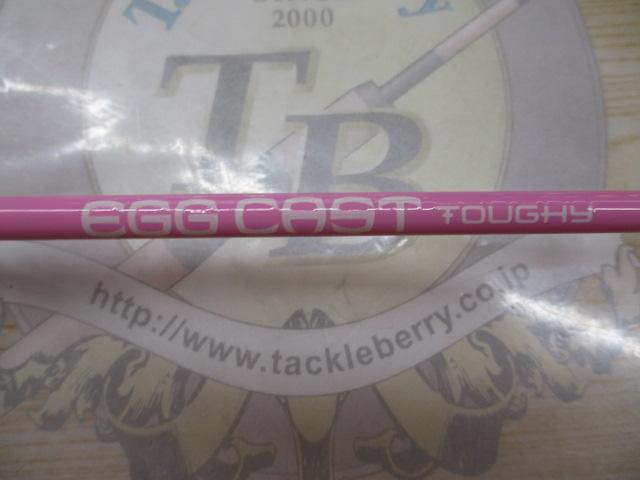 2000
TB
EGG CAST TOUGHY
http://www.tackleberry.co.jp